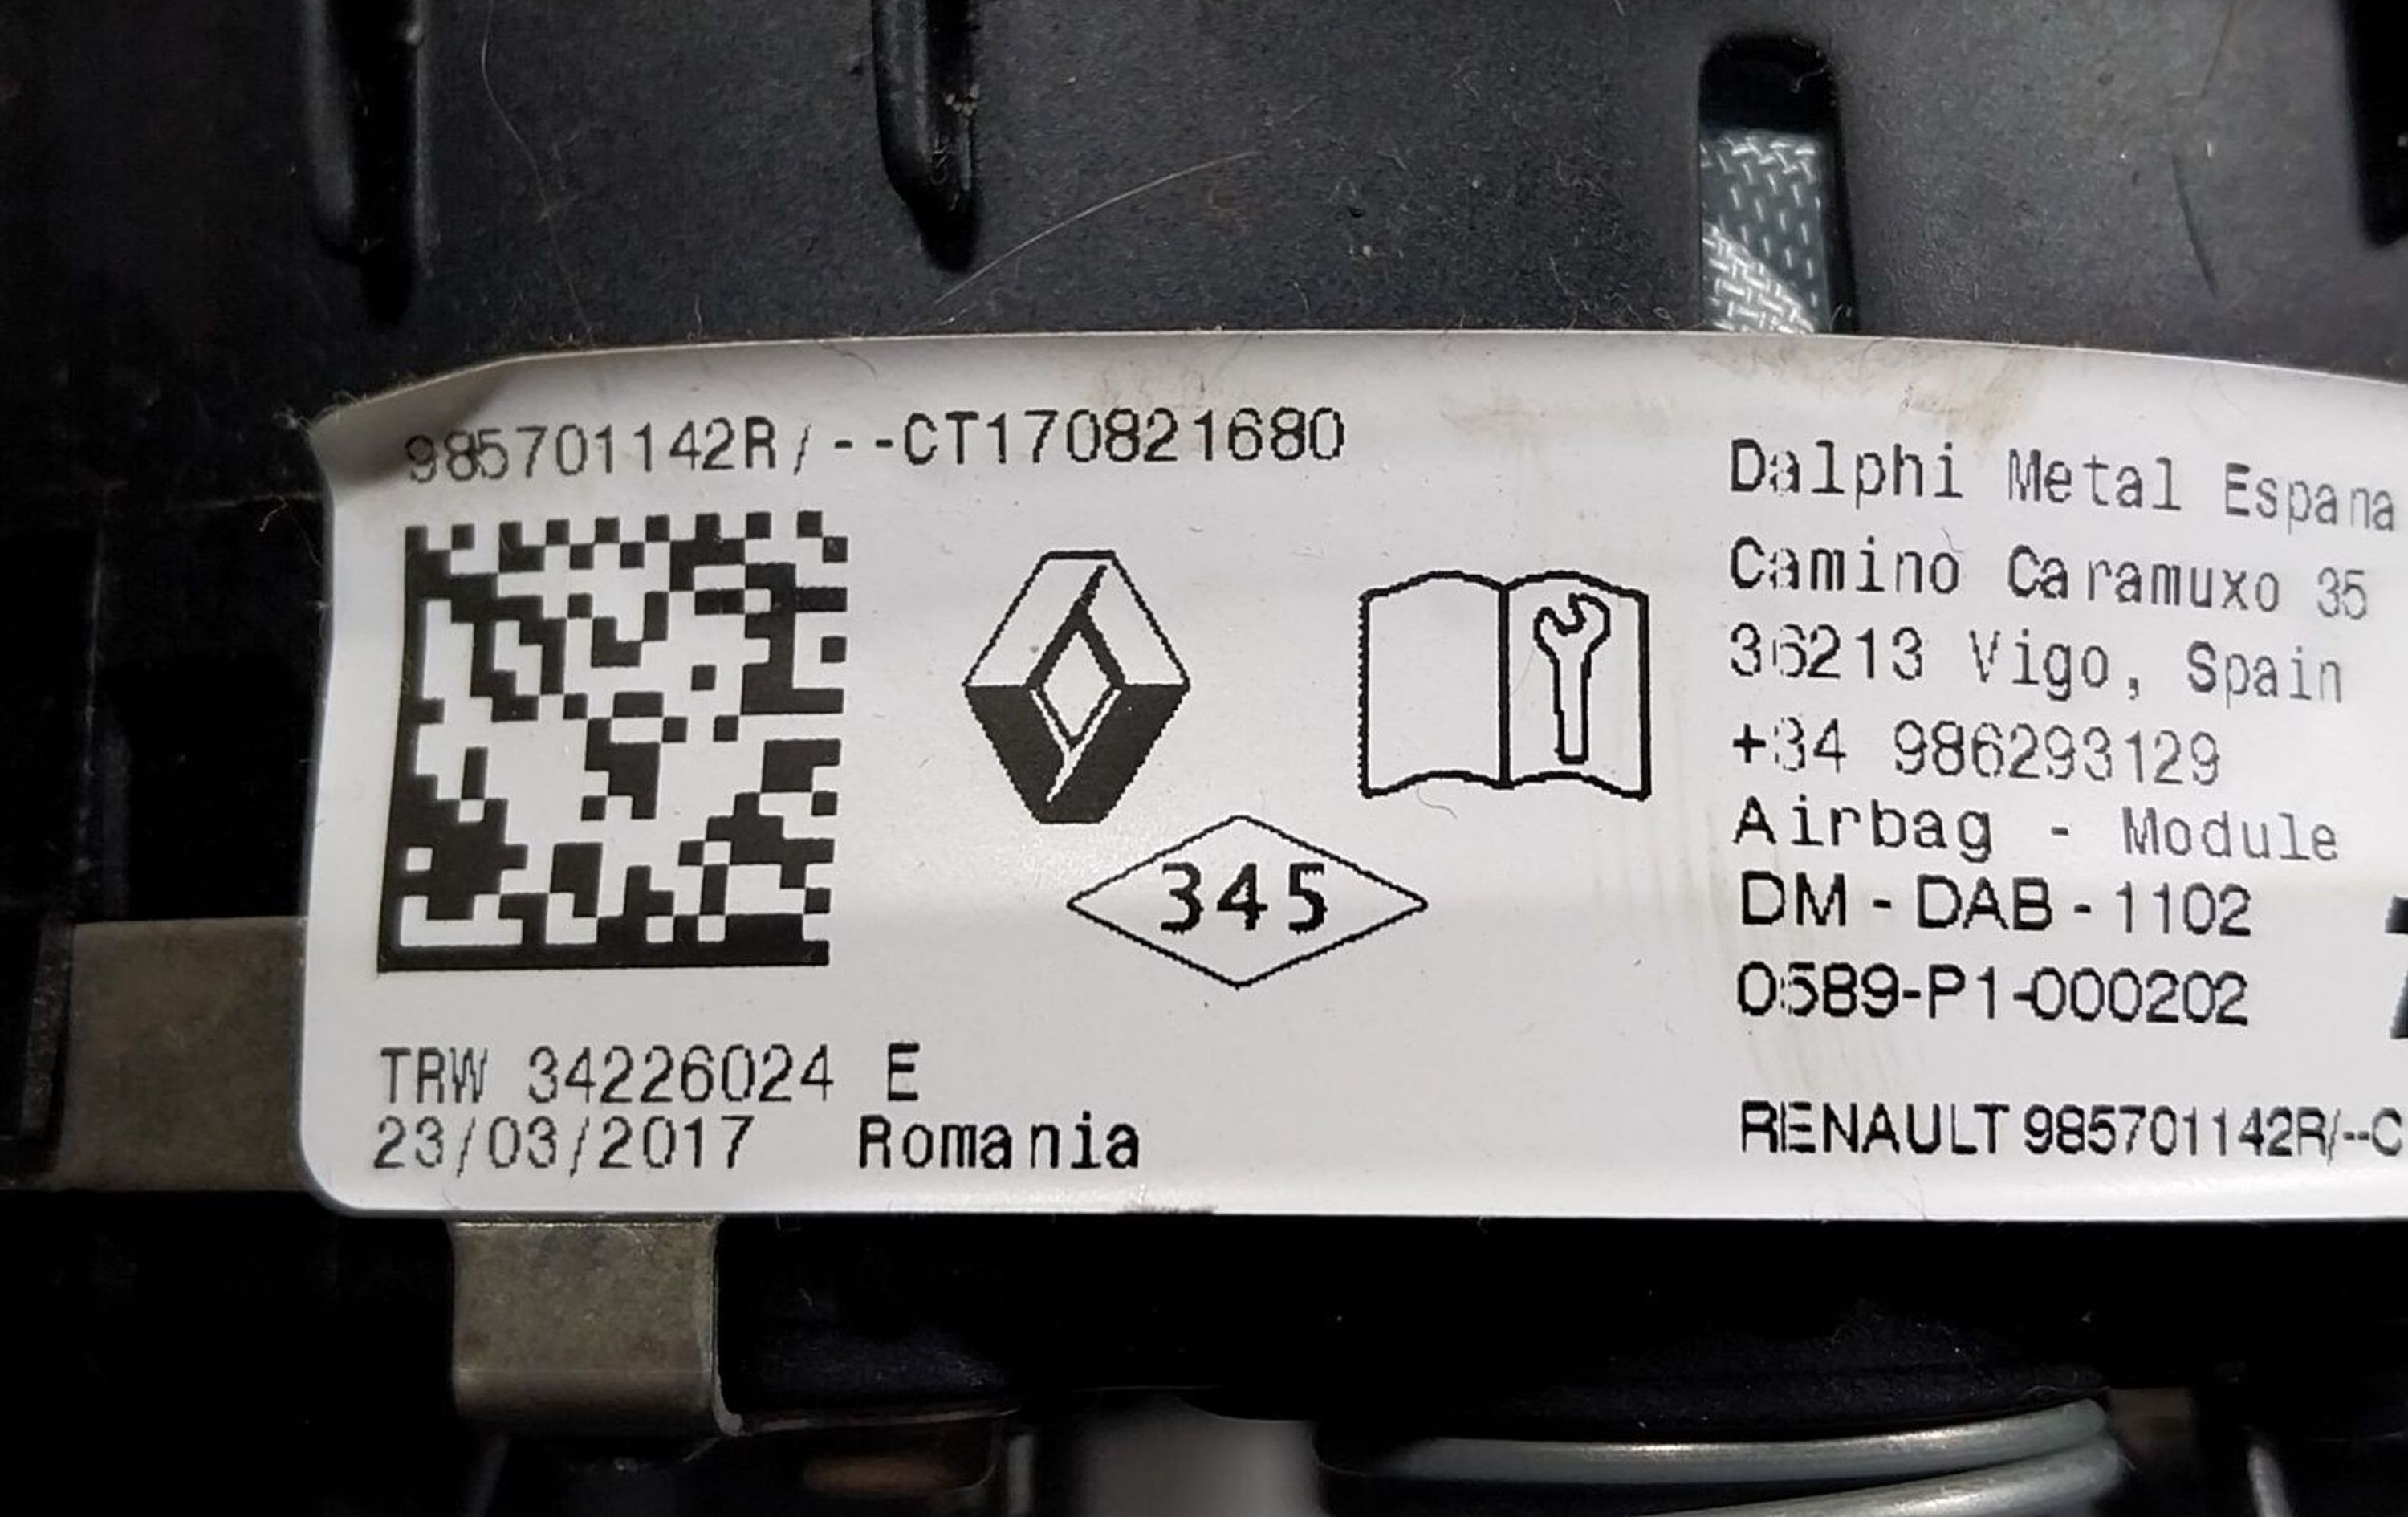 985701142R/--CT170821680
345
TRW 34226024 E
23/03/2017 Romania
Dalphi Metal Espana
Camino Caramuxo 35
36213 Vigo, Spain
+34 986293129
Airbag - Module
DM-DAB-1102
0589-P1-000202
RENAULT 985701142R/--C